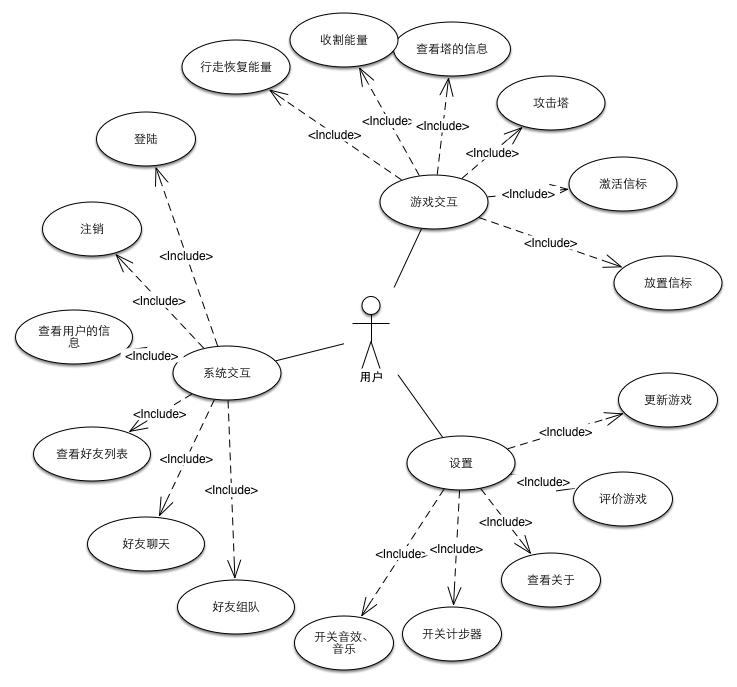 收割能量
查看塔的信息
行走恢复能量
攻击塔
<Include>
<Include>
<Include>
<Include>
登陆
<Include>
激活信标
<Include>
游戏交互
注销
<Include>
<Include>
放置信标
<Include>
查看用户的信
息
<Include>
系统交互
用户
更新游戏
<Include>
<Include>
查看好友列表
<Include>
设置
<Include>
<Include>
评价游戏
<Include>
好友聊天
<Include>
<Include>
查看关于
好友组队
开关音效、
音乐
开关计步器